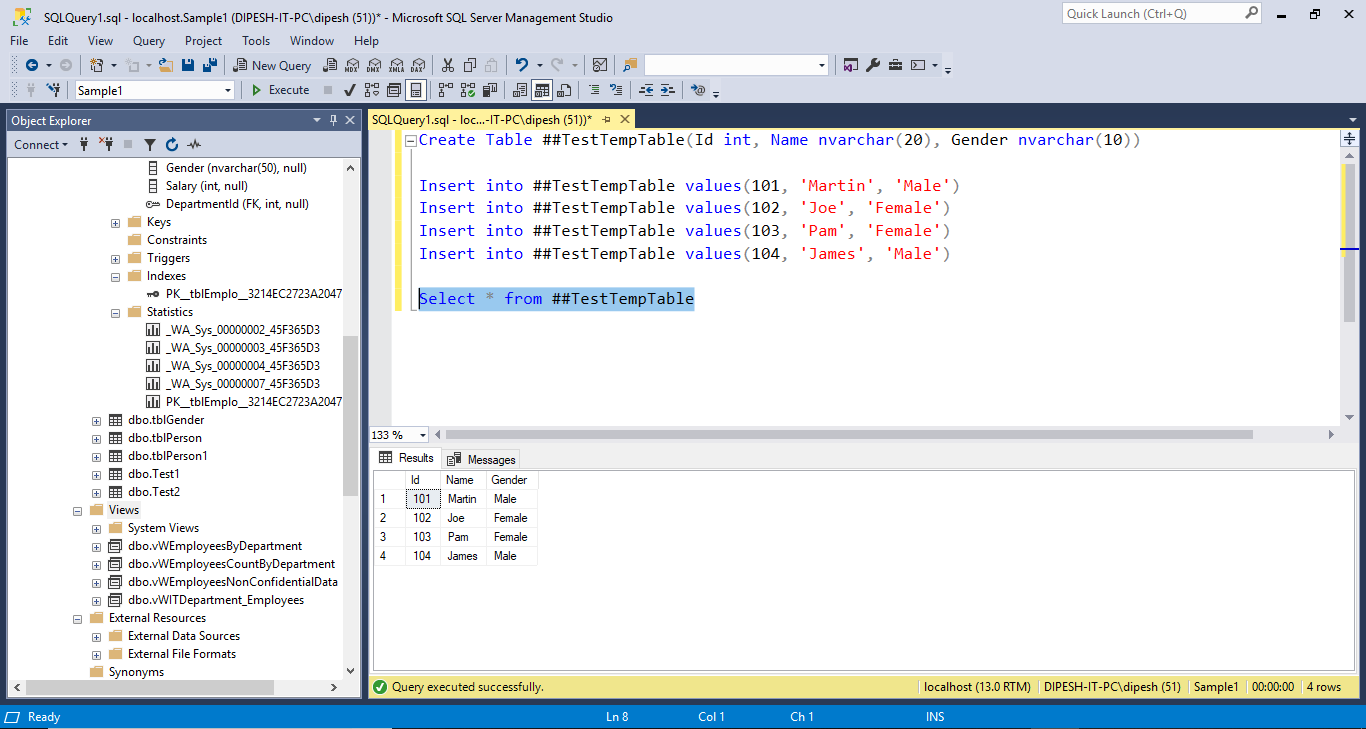 SQLQuery1.sql - localhost.Sample1 (DIPESH-IT-PC\dipesh (51))* - Microsoft SQL Server Management Studio
Quick Launch (Ctrl+Q)
File Edit View Query Project Tools Window Help
New Query MDX DMX XMLA DAX
Sample1 Execute
Object Explorer
Connect
Gender (nvarchar(50), null)
Salary (int, null)
DepartmentId (FK, int, null)
Keys
Constraints
Triggers
Indexes
PK__tblEmplo__3214EC2723A2047
Statistics
_WA_Sys_00000002_45F365D3
_WA_Sys_00000003_45F365D3
_WA_Sys_00000004_45F365D3
_WA_Sys_00000007_45F365D3
PK__tblEmplo__3214EC2723A2047
dbo.tblGender
dbo.tblPerson
dbo.tblPerson1
dbo.Test1
dbo.Test2
Views
System Views
dbo.vWEmployeesByDepartment
dbo.vWEmployeesCountByDepartment
dbo.vWEmployeesNonConfidentialData
dbo.vWITDepartment_Employees
External Resources
External Data Sources
External File Formats
Synonyms
SQLQuery1.sql - loc...-IT-PC\dipesh (51))*
Create Table ##TestTempTable(Id int, Name nvarchar(20), Gender nvarchar(10))
Insert into ##TestTempTable values(101, 'Martin', 'Male')
Insert into ##TestTempTable values(102, 'Joe', 'Female')
Insert into ##TestTempTable values(103, 'Pam', 'Female')
Insert into ##TestTempTable values(104, 'James', 'Male')
Select * from ##TestTempTable
133 %
Results Messages
Id Name Gender
1 101 Martin Male
2 102 Joe Female
3 103 Pam Female
4 104 James Male
Query executed successfully. localhost (13.0 RTM) DIPESH-IT-PC\dipesh (51) Sample1 00:00:00 4 rows
Ready Ln 8 Col 1 Ch 1 INS